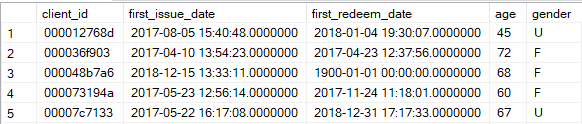 client_id first_issue_date first_redeem_date age gender
1 000012768d 2017-08-05 15:40:48.0000000 2018-01-04 19:30:07.0000000 45 U
2 000036f903 2017-04-10 13:54:23.0000000 2017-04-23 12:37:56.0000000 72 F
3 000048b7a6 2018-12-15 13:33:11.0000000 1900-01-01 00:00:00.0000000 68 F
4 000073194a 2017-05-23 12:56:14.0000000 2017-11-24 11:18:01.0000000 60 F
5 00007c7133 2017-05-22 16:17:08.0000000 2018-12-31 17:17:33.0000000 67 U